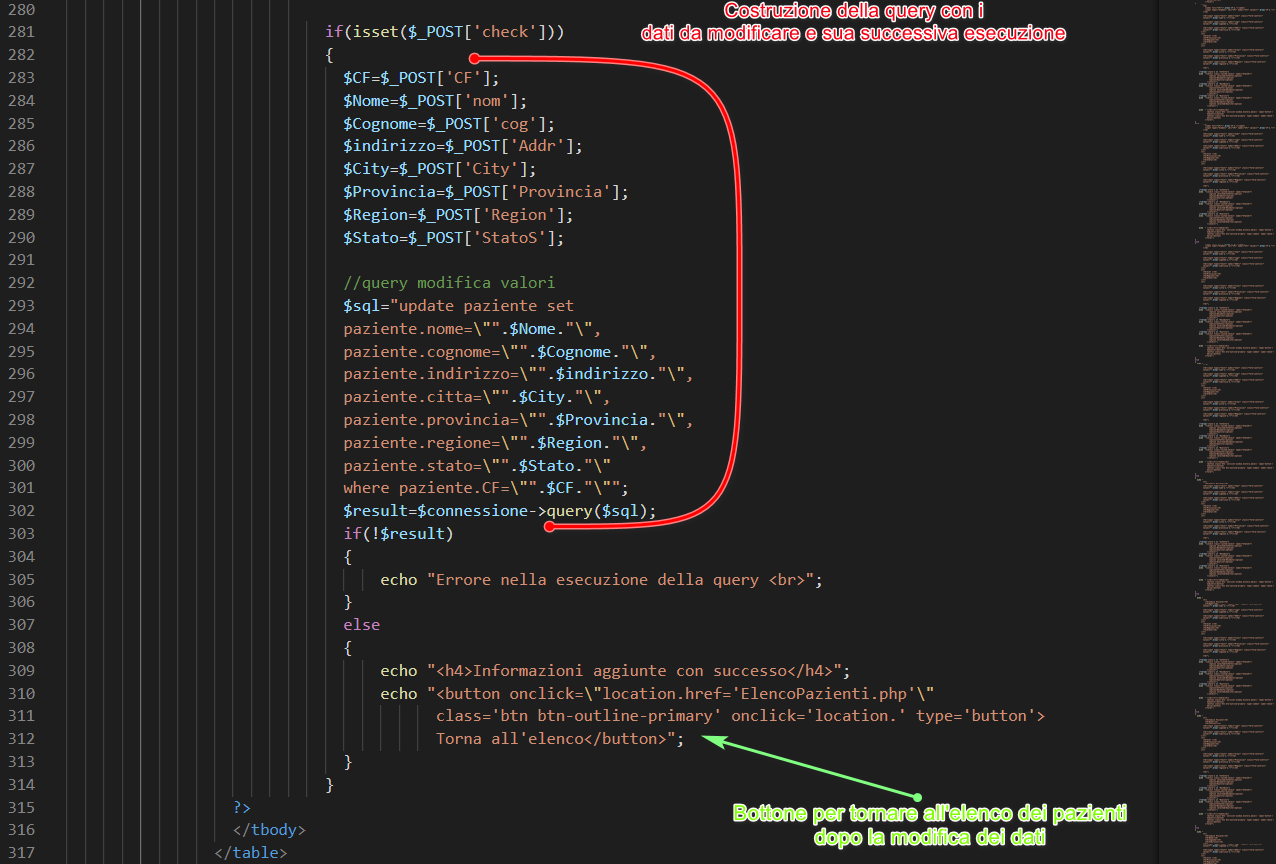 280
Costruzione della query con i
281 if(isset($_POST['check']))
dati da modificare e sua successiva esecuzione
282 {
283 $CF=$_POST['CF'];
284 $Nome=$_POST['nom'];
285 $Cognome=$_POST['cog'];
286 $indirizzo=$_POST['Addr'];
287 $City=$_POST['City'];
288 $Provincia=$_POST['Provincia'];
289 $Region=$_POST['Region'];
290 $Stato=$_POST['StatoS'];
291
292 //query modifica valori
293 $sql="update paziente set
294 paziente.nome=\"".$Nome."\",
295 paziente.cognome=\"".$Cognome."\",
296 paziente.indirizzo=\"".$indirizzo."\",
297 paziente.citta=\"".$City."\",
298 paziente.provincia=\"".$Provincia."\",
299 paziente.regione=\"".$Region."\",
300 paziente.stato=\"".$Stato."\"
301 where paziente.CF=\"".$CF."\"";
302 $result=$connessione->query($sql);
303 if(!$result)
304 {
305 echo "Errore nella esecuzione della query <br>";
306 }
307 else
308 {
309 echo "<h4>Informazioni aggiunte con successo</h4>";
310 echo "<button onclick=\"location.href='ElencoPazienti.php'\"
311 class='btn btn-outline-primary' onclick='location.' type='button'>
312 Torna all'elenco</button>";
313 }
314 }
315 ?>
Bottone per tornare all'elenco dei pazienti
dopo la modifica dei dati
316 </tbody>
317 </table>